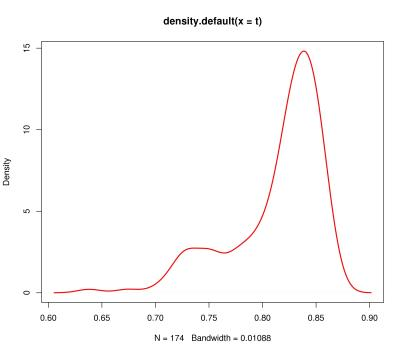 density.default(x = t)
15
10
5
0
Density
0.60 0.65 0.70 0.75 0.80 0.85 0.90
N = 174 Bandwidth = 0.01088